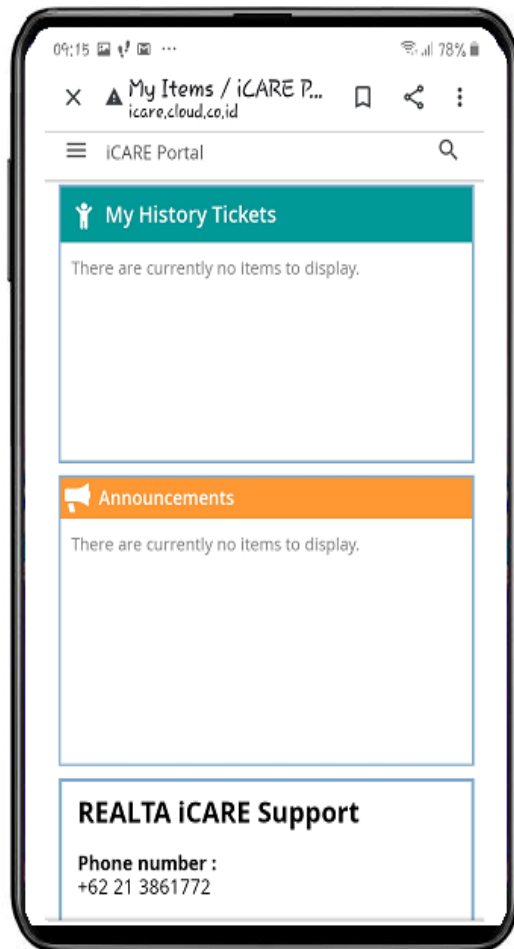 09:15 ... 78%
My Items / iCARE P...
icare.cloud.co.id
iCARE Portal
My History Tickets
There are currently no items to display.
Announcements
There are currently no items to display.
REALTA iCARE Support
Phone number :
+62 21 3861772